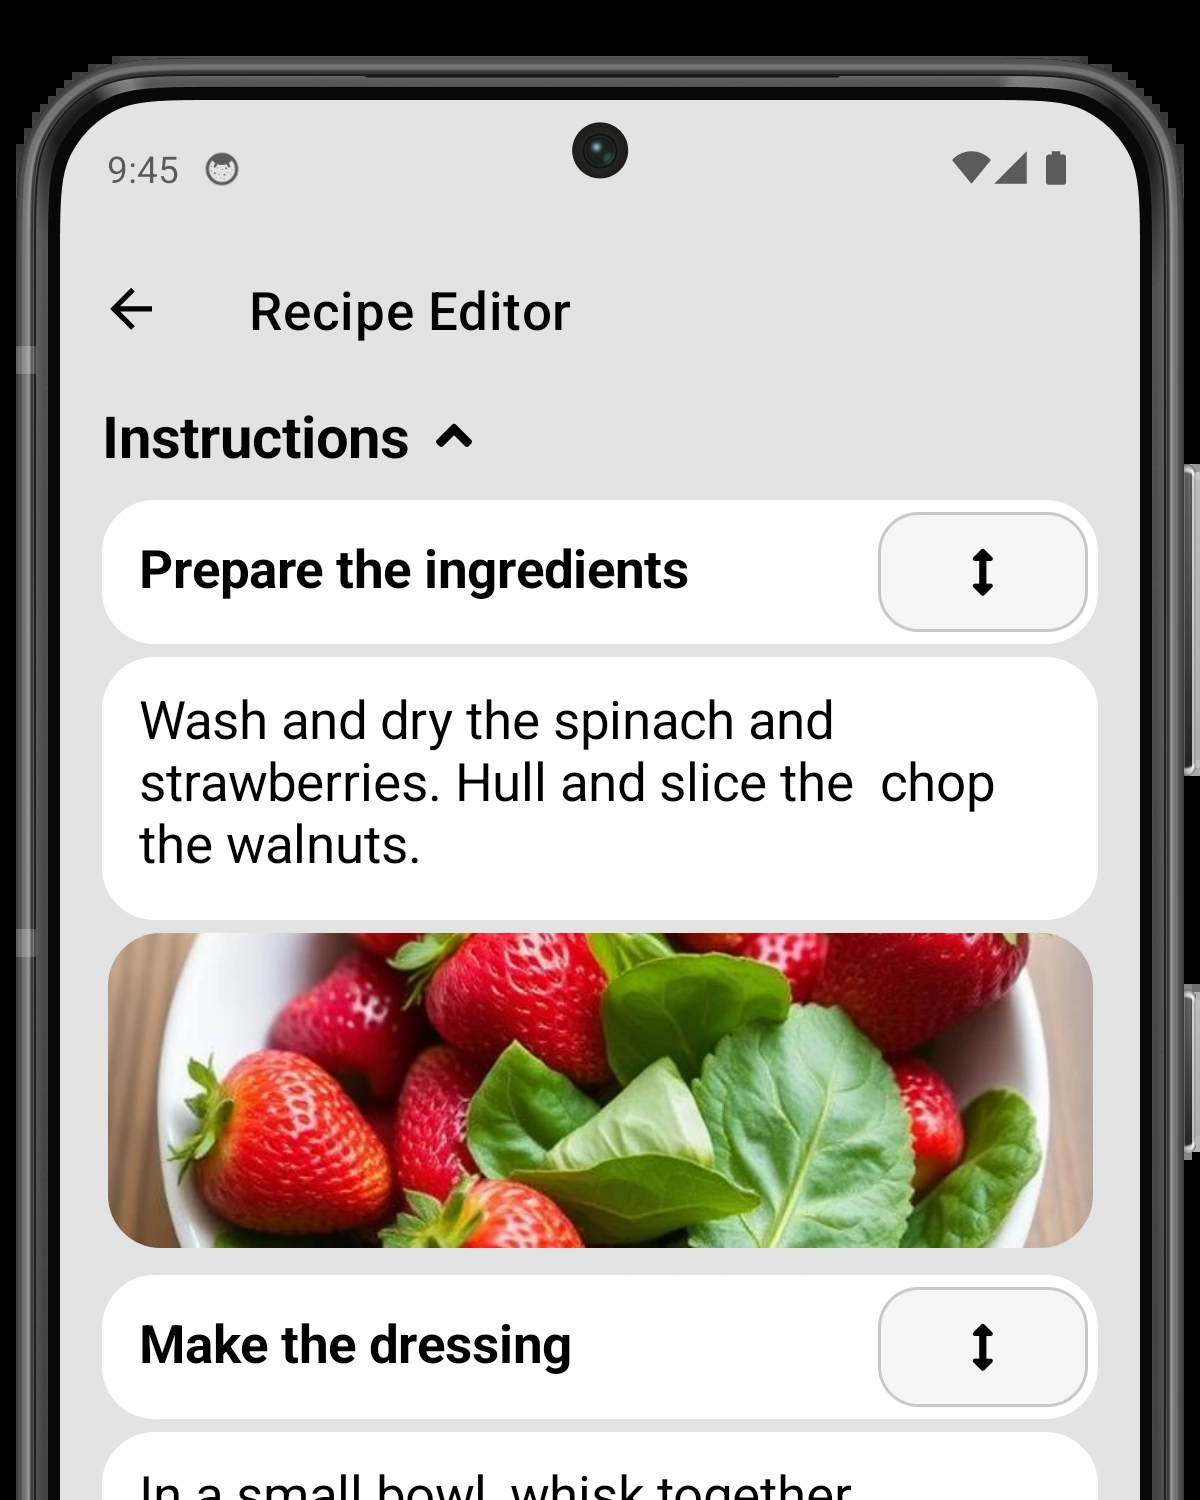 9:45
Recipe Editor
Instructions
Prepare the ingredients
Wash and dry the spinach and
strawberries. Hull and slice the  chop
the walnuts.
Make the dressing
In a small bowl, whisk together